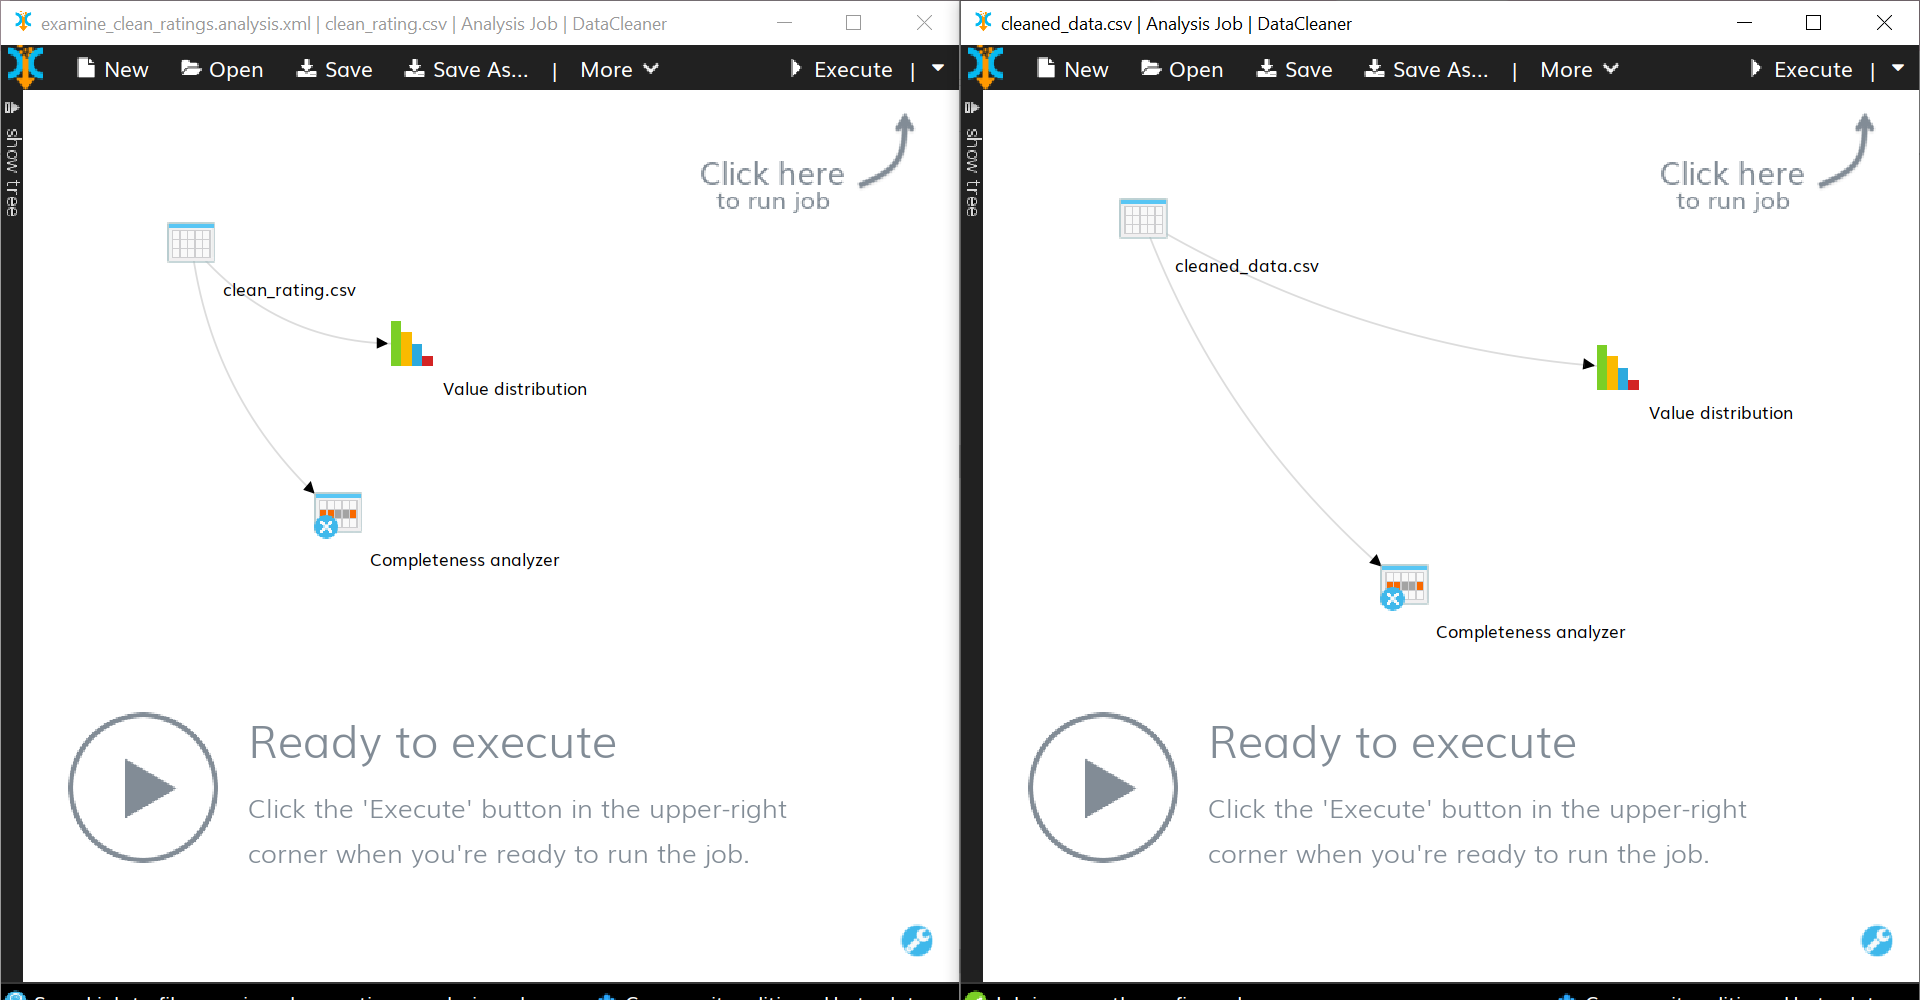 examine_clean_ratings.analysis.xml | clean_rating.csv | Analysis Job | DataCleaner
New Open Save Save As... | More Execute |
show tree
Click here
to run job
clean_rating.csv
Value distribution
Completeness analyzer
Ready to execute
Click the 'Execute' button in the upper-right
corner when you're ready to run the job.
cleaned_data.csv | Analysis Job | DataCleaner
New Open Save Save As... | More Execute |
show tree
Click here
to run job
cleaned_data.csv
Value distribution
Completeness analyzer
Ready to execute
Click the 'Execute' button in the upper-right
corner when you're ready to run the job.